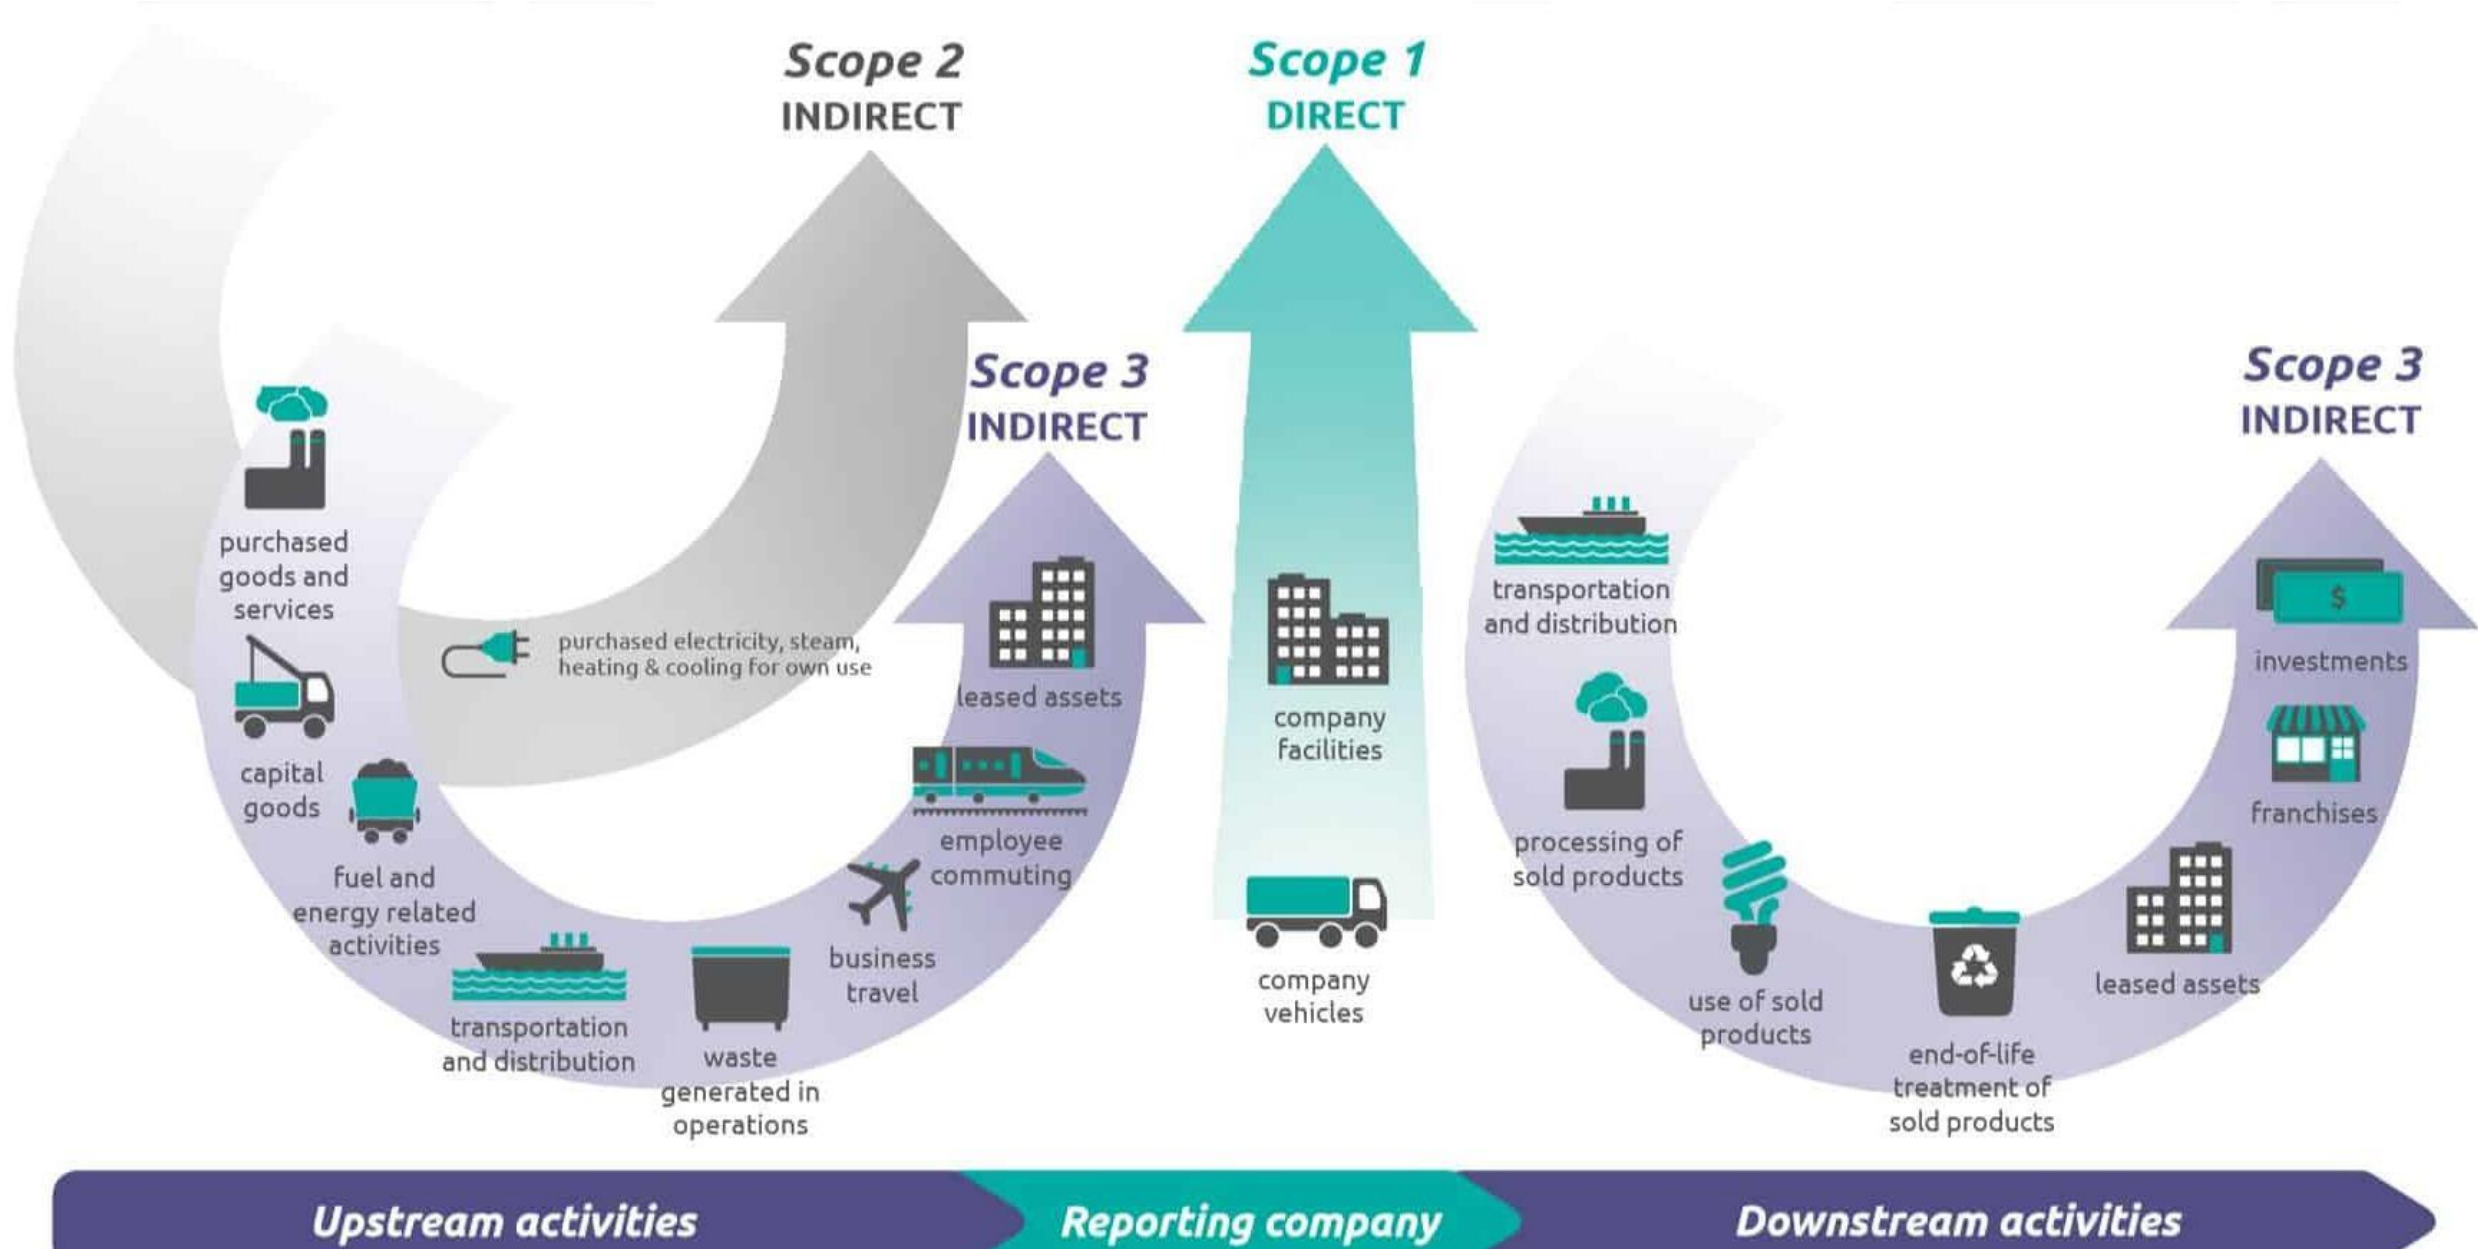 Scope 2
INDIRECT
Scope 1
DIRECT
Scope 3
INDIRECT
Scope 3
INDIRECT
purchased
goods and
services
purchased electricity, steam,
heating & cooling for own use
capital
goods
fuel and
energy related
activities
transportation
and distribution
waste
generated in
operations
business
travel
employee
commuting
leased assets
company
facilities
company
vehicles
transportation
and distribution
processing of
sold products
use of sold
products
end-of-life
treatment of
sold products
leased assets
franchises
$
investments
Upstream activities
Reporting company
Downstream activities